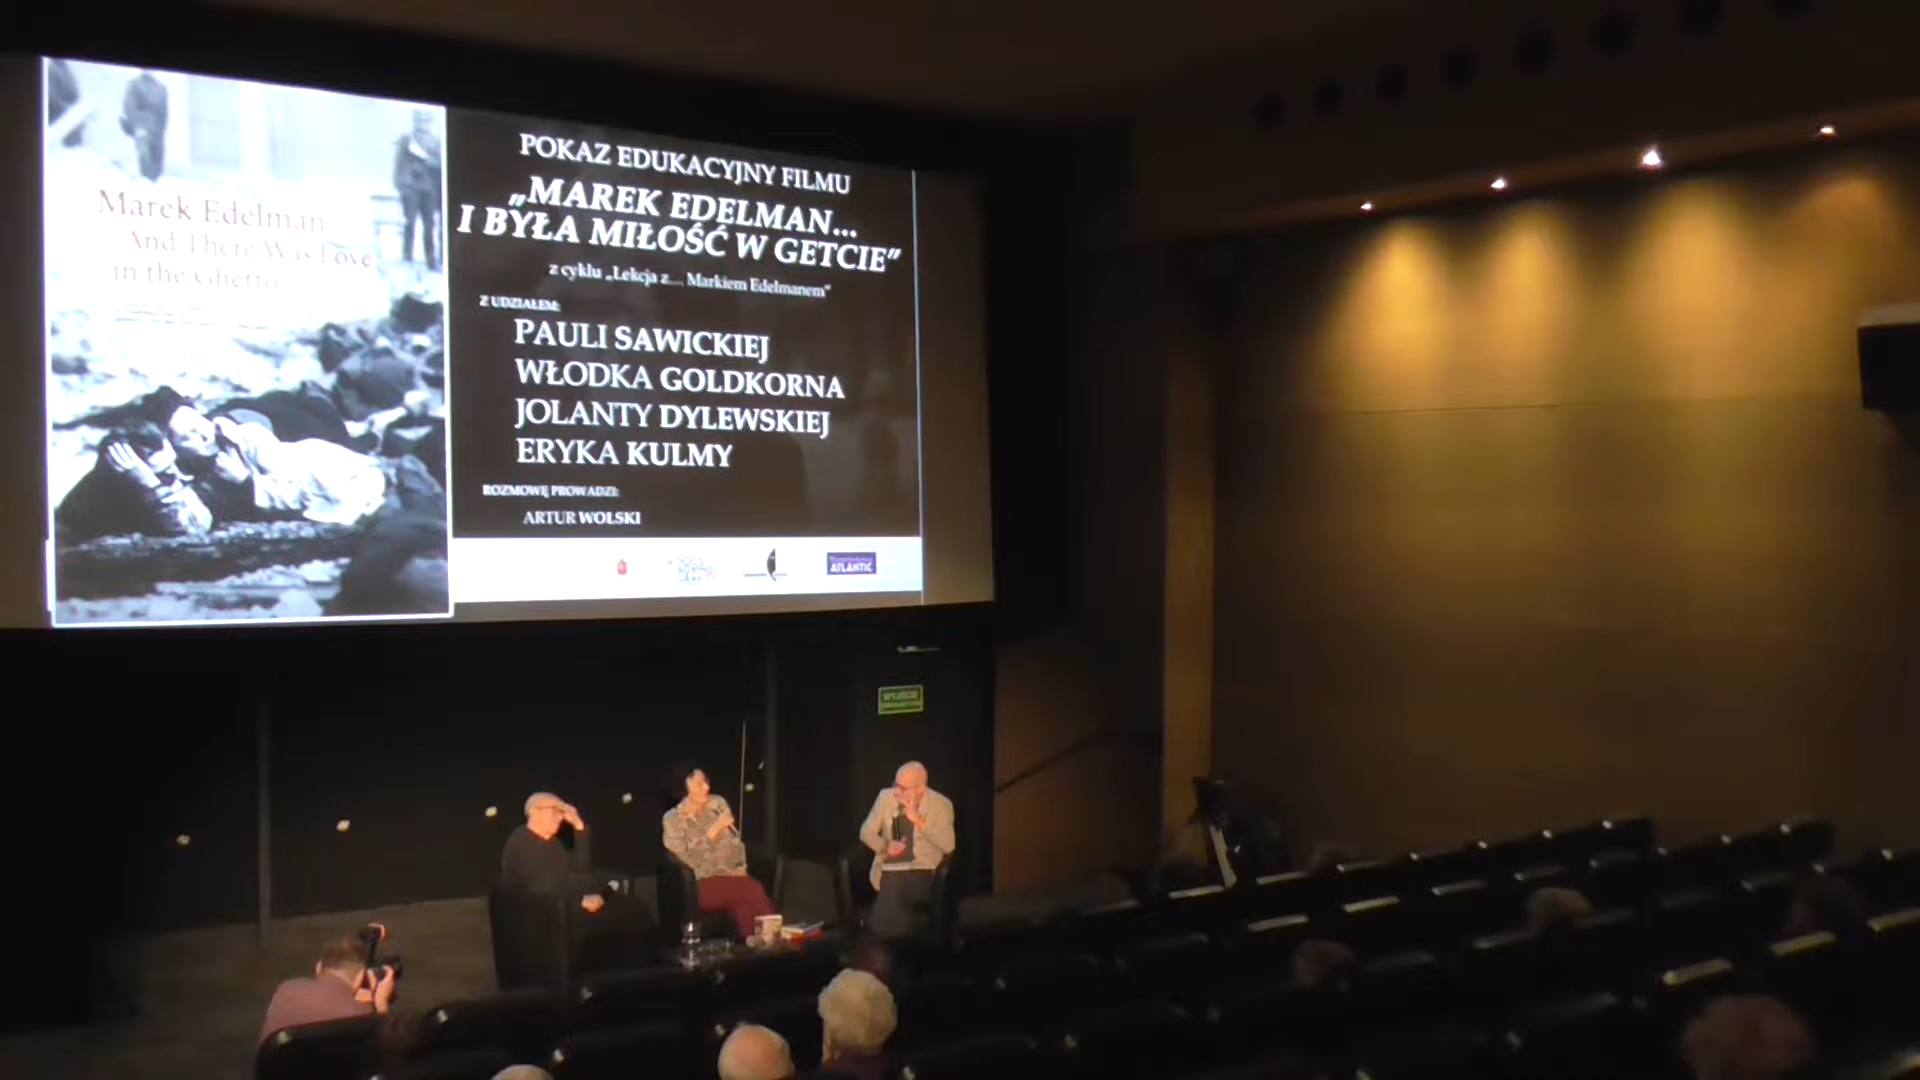 Marek Edelman
And There Was Love
in the Ghetto
POKAZ EDUKACYJNY FILMU
„MAREK EDELMAN...
I BYŁA MIŁOŚĆ W GETCIE”
z cyklu „Lekcja z.... Markiem Edelmanem”
Z UDZIAŁEM:
PAULI SAWICKIEJ
WŁODKA GOLDKORNA
JOLANTY DYLEWSKIEJ
ERYKA KULMY
ROZMOWĘ PROWADZI:
ARTUR WOLSKI
ATLANTIC
WYJŚCIE